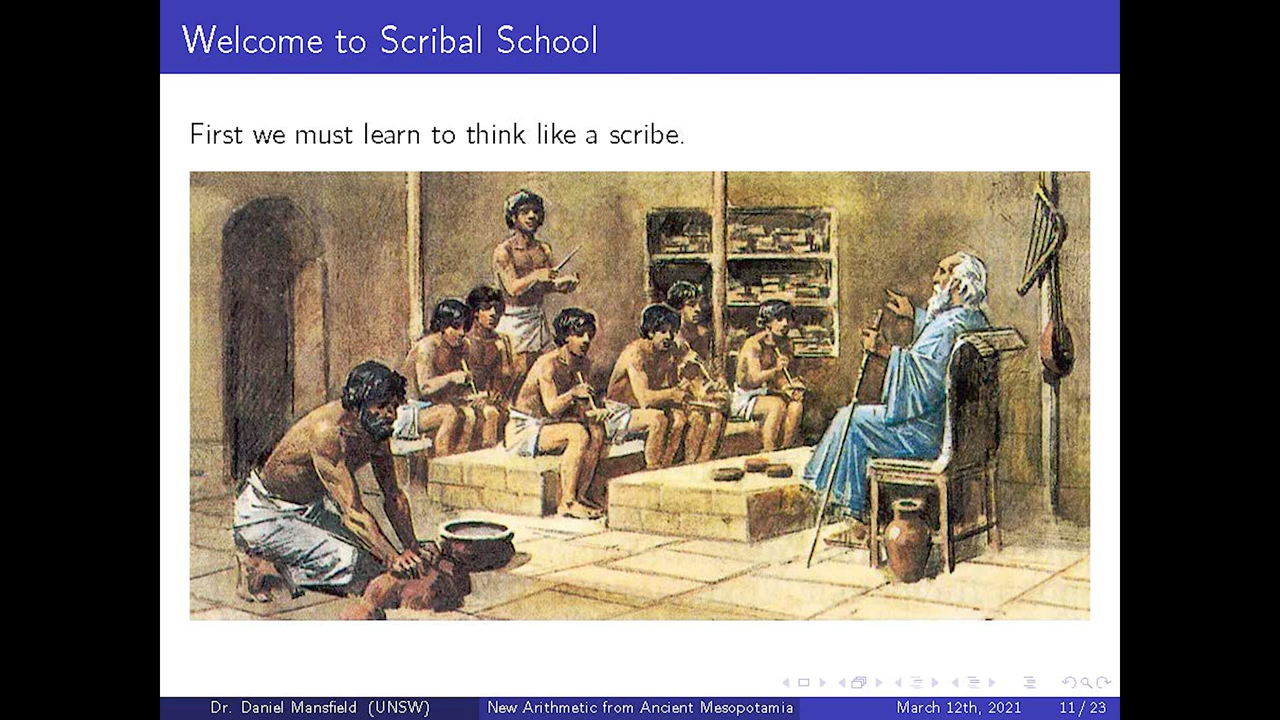 Welcome to Scribal School
First we must learn to think like a scribe.
Dr. Daniel Mansfield (UNSW) New Arithmetic from Ancient Mesopotamia March 12th, 2021 11 / 23